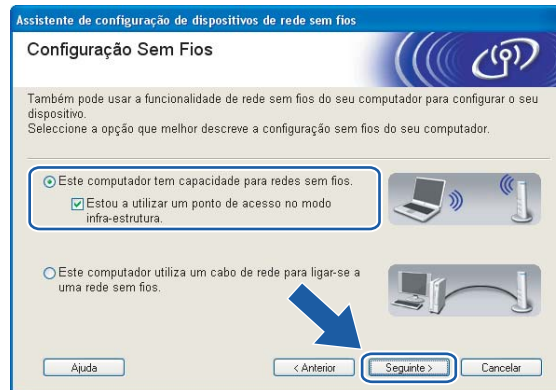 Assistente de configuração de dispositivos de rede sem fios
Configuração Sem Fios
Também pode usar a funcionalidade de rede sem fios do seu computador para configurar o seu
dispositivo.
Seleccione a opção que melhor descreve a configuração sem fios do seu computador.
Este computador tem capacidade para redes sem fios.
Estou a utilizar um ponto de acesso no modo
infra-estrutura.
Este computador utiliza um cabo de rede para ligar-se a
uma rede sem fios.
Ajuda
< Anterior
Seguinte >
Cancelar